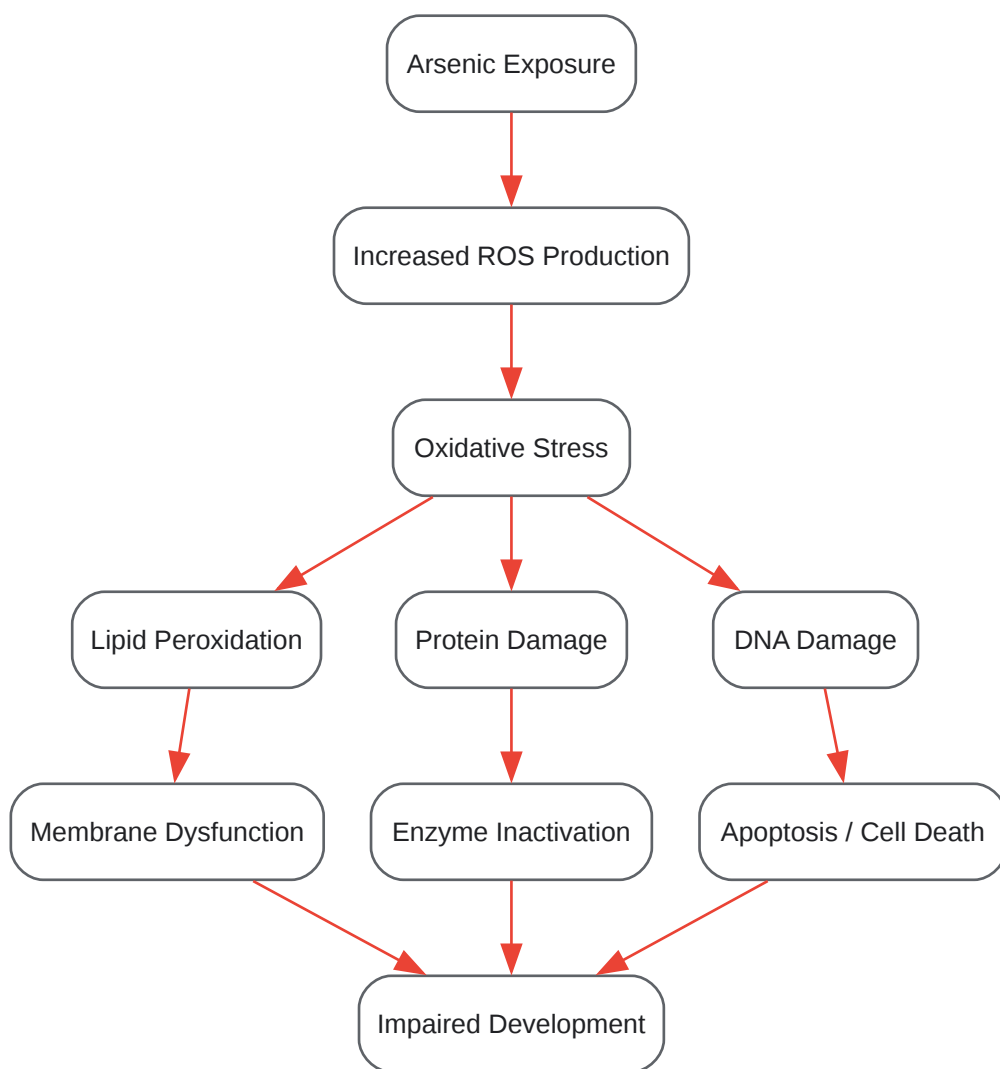 Arsenic Exposure
Increased ROS Production
Oxidative Stress
Lipid Peroxidation
Protein Damage
DNA Damage
Membrane Dysfunction
Enzyme Inactivation
Apoptosis / Cell Death
Impaired Development